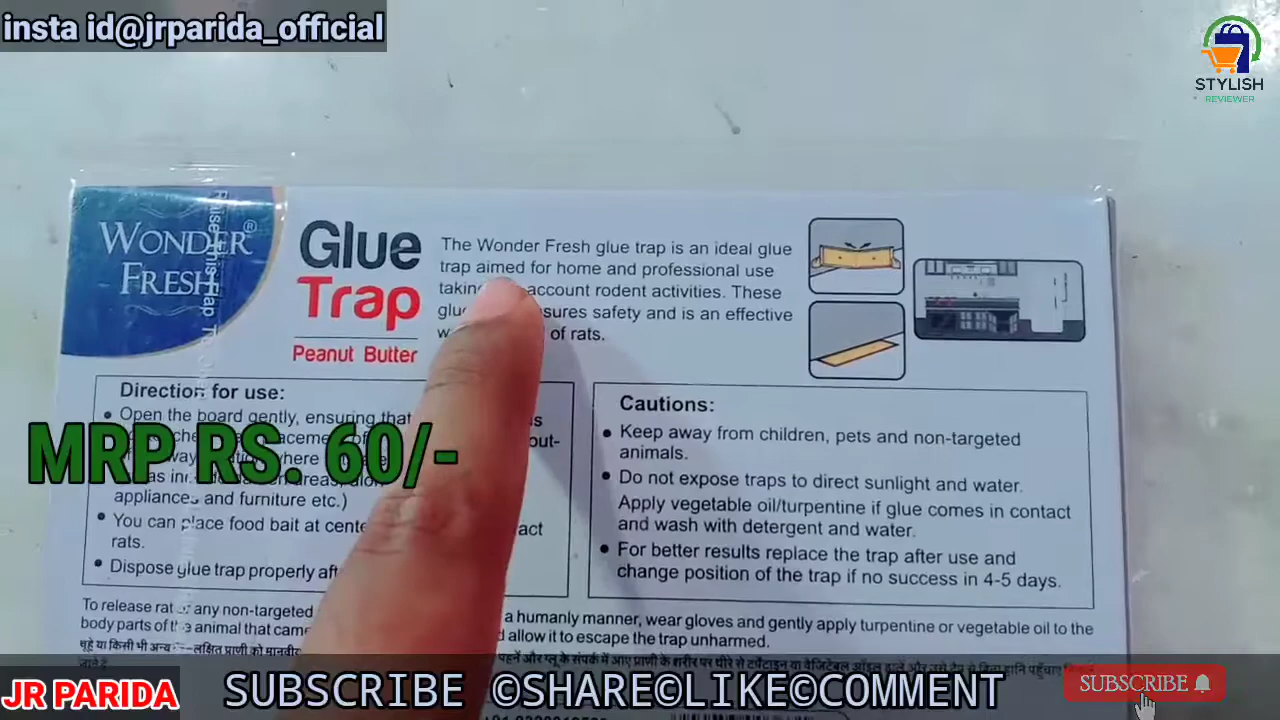 insta id@jrparida_official
STYLISH
REVIEWER
WONDER
FRESH®
Glue
Trap
Peanut Butter
The Wonder Fresh glue trap is an ideal glue
trap aimed for home and professional use
taking account rodent activities. These
safety and is an effective
of rats.
Direction for use:
Open the board gently, ensuring that
appliances and furniture etc.)
• You can place food bait at
rats.
• Dispose glue trap properly
MRP RS. 60/-
Cautions:
• Keep away from children, pets and non-targeted
animals.
• Do not expose traps to direct sunlight and water.
Apply vegetable oil/turpentine if glue comes in contact
and wash with detergent and water.
• For better results replace the trap after use and
change position of the trap if no success in 4-5 days.
To release any non-targeted a humanly manner, wear gloves and gently apply turpentine or vegetable oil to the
body parts of animal that allow it to escape the trap unharmed.
JR PARIDA
SUBSCRIBE ©SHARE©LIKE©COMMENT
SUBSCRIBE